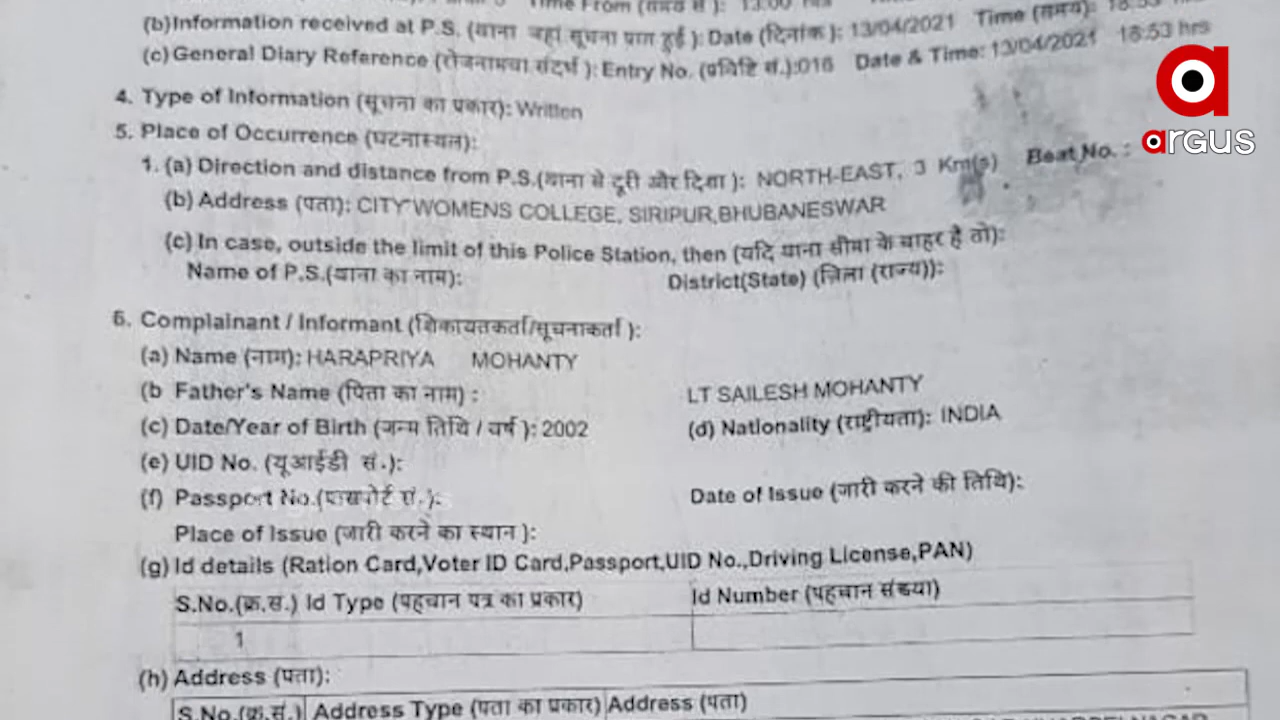 Time From (समय से): 13:00
(b) Information received at P.S. (थाना जहां सूचना प्राप्त हुई ): Date (दिनांक ): 13/04/2021 Time (समय):
(c) General Diary Reference (रोजनामचा संदर्भ ): Entry No. (प्रविष्टि सं.):016 Date & Time: 13/04/2021 18:53 hrs
argus
4. Type of Information (सूचना का प्रकार): Written
5. Place of Occurrence (घटनास्थल):
1. (a) Direction and distance from P.S.(थाना से दूरी और दिशा ): NORTH-EAST, 3 Km(s) Beat No. :
(b) Address (पता): CITY WOMENS COLLEGE, SIRIPUR,BHUBANESWAR
(c) In case, outside the limit of this Police Station, then (यदि थाना सीमा के बाहर है तो):
Name of P.S.(थाना का नाम): District(State) (ज़िला (राज्य)):
6. Complainant / Informant (शिकायतकर्ता/सूचनाकर्ता ):
(a) Name (नाम): HARAPRIYA MOHANTY
(b Father's Name (पिता का नाम) : LT SAILESH MOHANTY
(c) Date/Year of Birth (जन्म तिथि / वर्ष ): 2002 (d) Nationality (राष्ट्रीयता): INDIA
(e) UID No. (यूआईडी सं.):
(f) Passport No.(पासपोर्ट सं.): Date of Issue (जारी करने की तिथि):
Place of Issue (जारी करने का स्थान ):
(g) Id details (Ration Card,Voter ID Card,Passport,UID No.,Driving License,PAN)
S.No.(क्र.सं.) Id Type (पहचान पत्र का प्रकार) Id Number (पहचान संख्या)
1
(h) Address (पता):
S.No.(क्र.सं.) Address Type (पता का प्रकार) Address (पता)